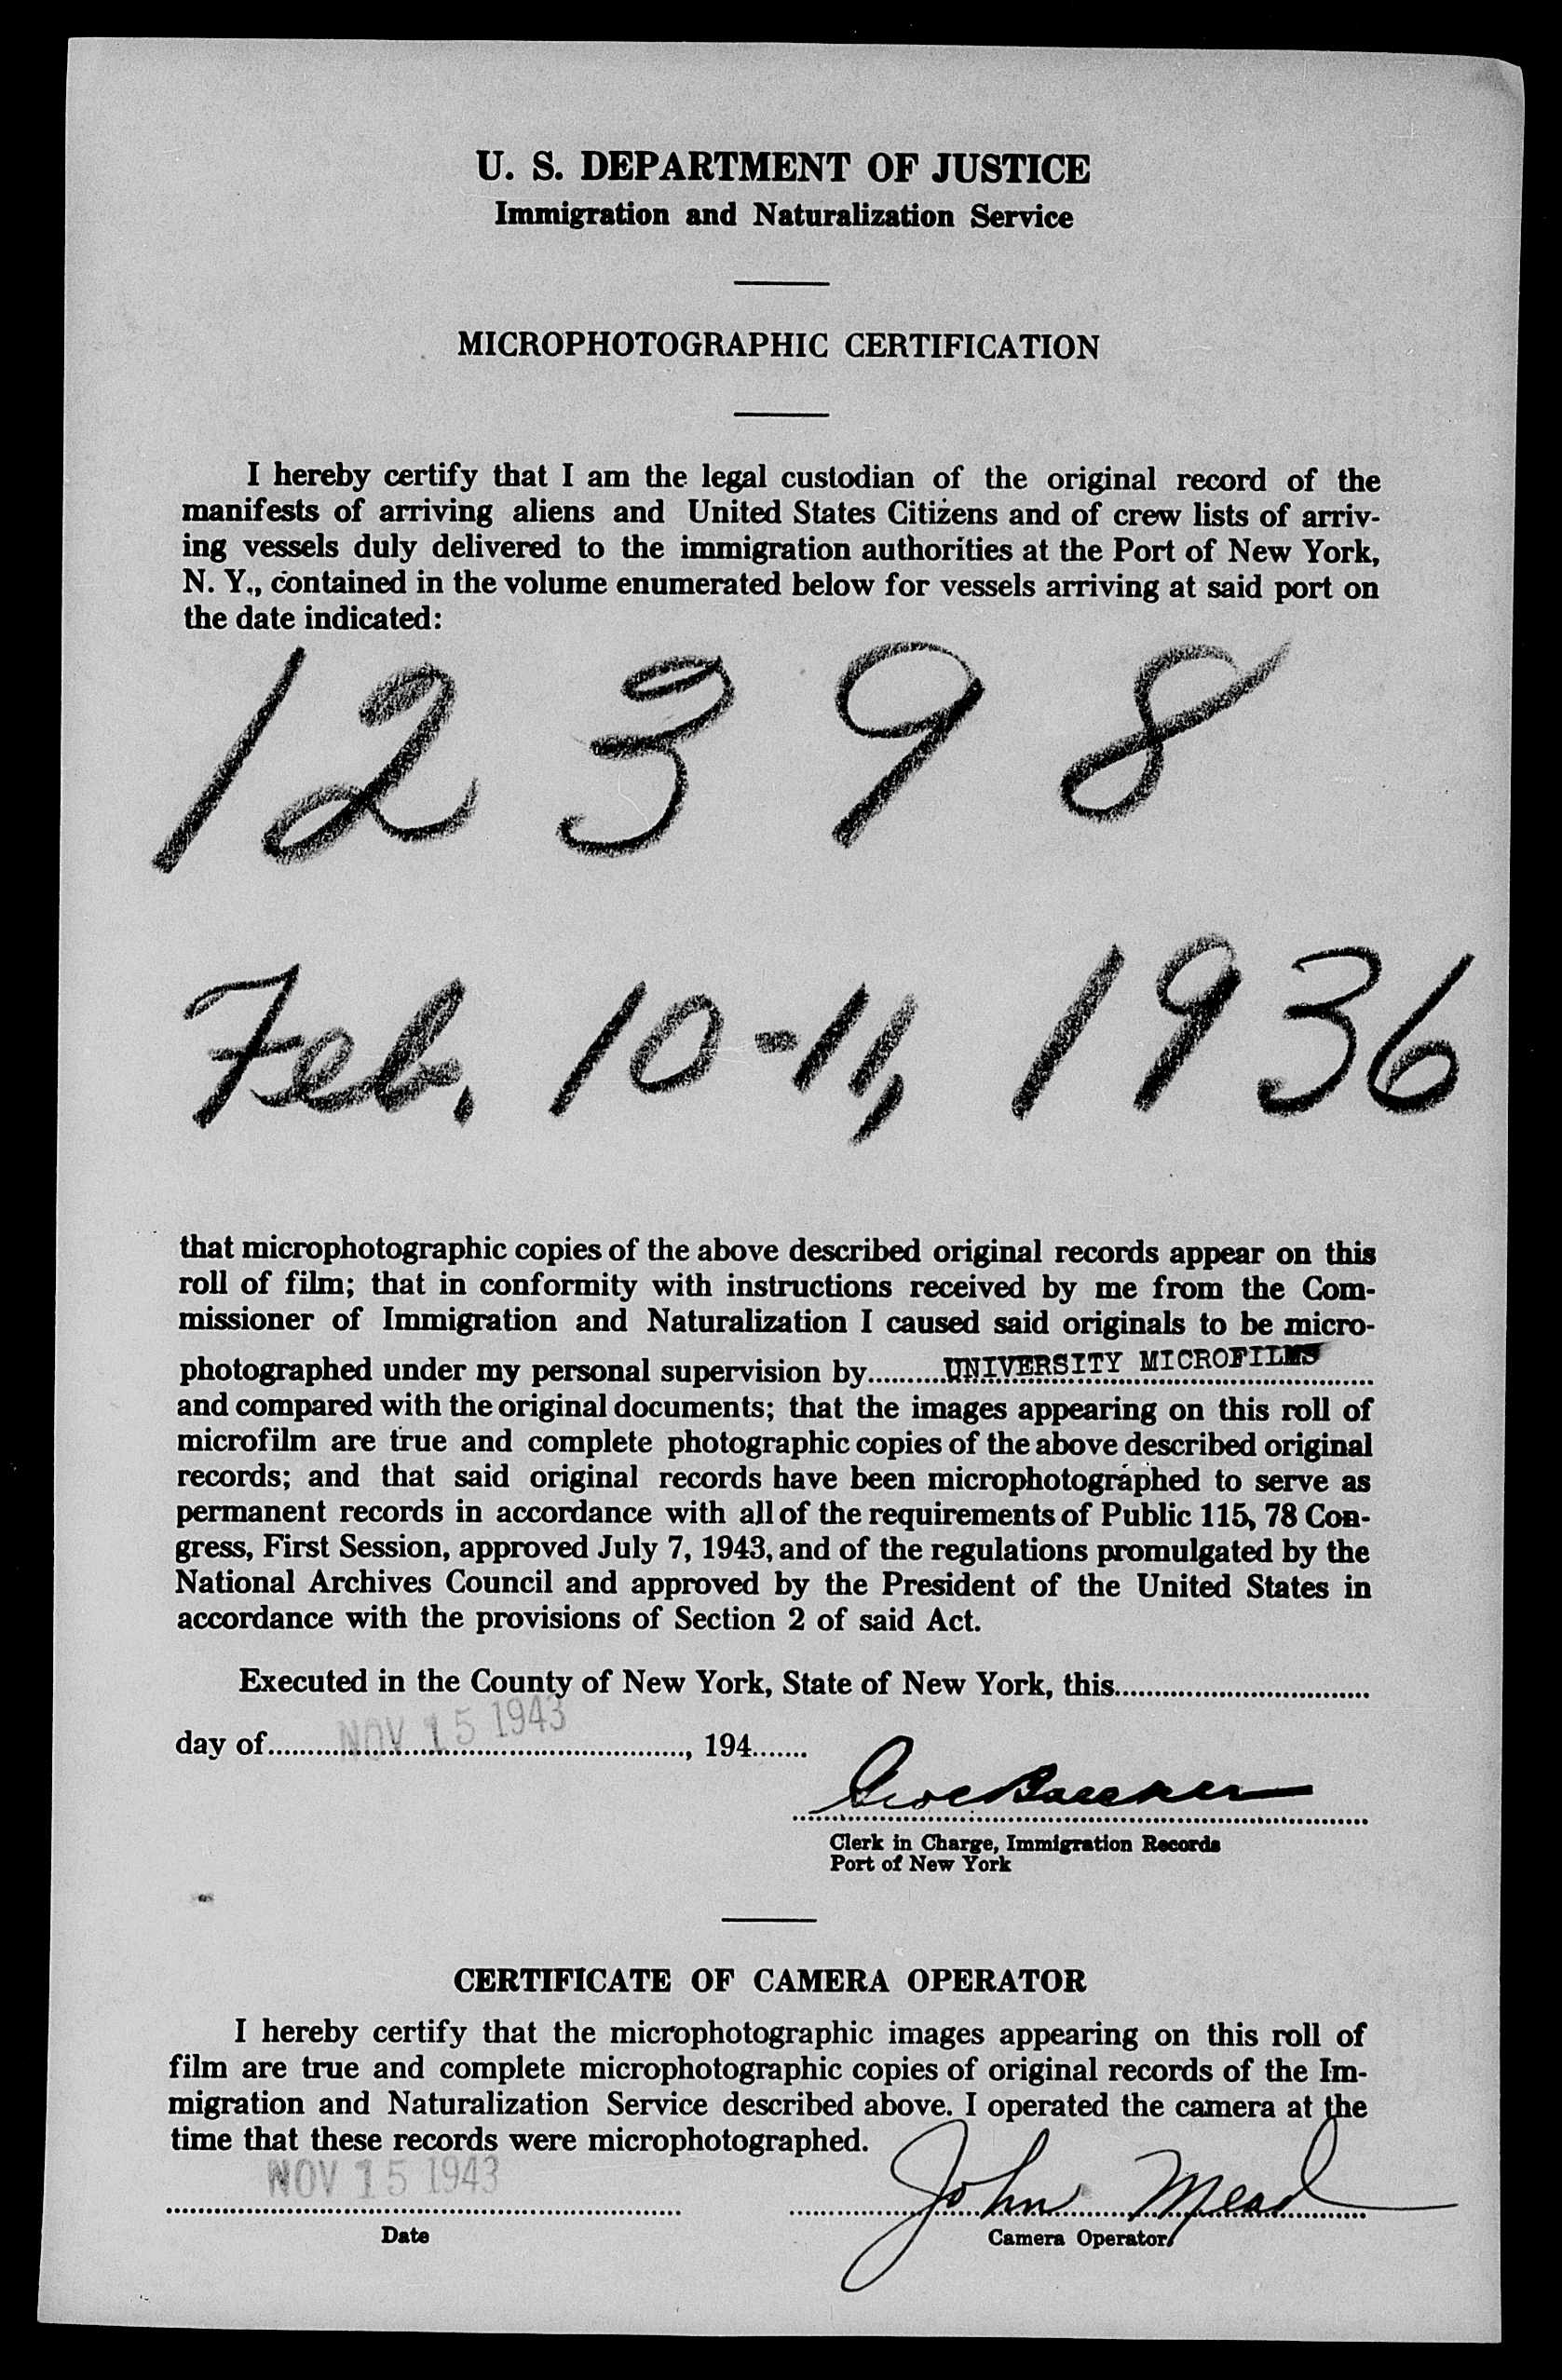 U. S. DEPARTMENT OF JUSTICE
Immigration and Naturalization Service
MICROPHOTOGRAPHIC CERTIFICATION
I hereby certify that I am the legal custodian of the original record of the
manifests of arriving aliens and United States Citizens and of crew lists of arriv-
ing vessels duly delivered to the immigration authorities at the Port of New York,
N. Y., contained in the volume enumerated below for vessels arriving at said port on
the date indicated:
12398
Feb. 10-11, 1936
that microphotographic copies of the above described original records appear on this
roll of film; that in conformity with instructions received by me from the Com-
missioner of Immigration and Naturalization I caused said originals to be micro-
photographed under my personal supervision by..........UNIVERSITY MICROFILMS
and compared with the original documents; that the images appearing on this roll of
microfilm are true and complete photographic copies of the above described original
records; and that said original records have been microphotographed to serve as
permanent records in accordance with all of the requirements of Public 115, 78 Con-
gress, First Session, approved July 7, 1943, and of the regulations promulgated by the
National Archives Council and approved by the President of the United States in
accordance with the provisions of Section 2 of said Act.
Executed in the County of New York, State of New York, this
day of NOV 15 1943, 194
Clerk in Charge, Immigration Records
Port of New York
CERTIFICATE OF CAMERA OPERATOR
I hereby certify that the microphotographic images appearing on this roll of
film are true and complete microphotographic copies of original records of the Im-
migration and Naturalization Service described above. I operated the camera at the
time that these records were microphotographed.
NOV 15 1943 John Mead
Date Camera Operator